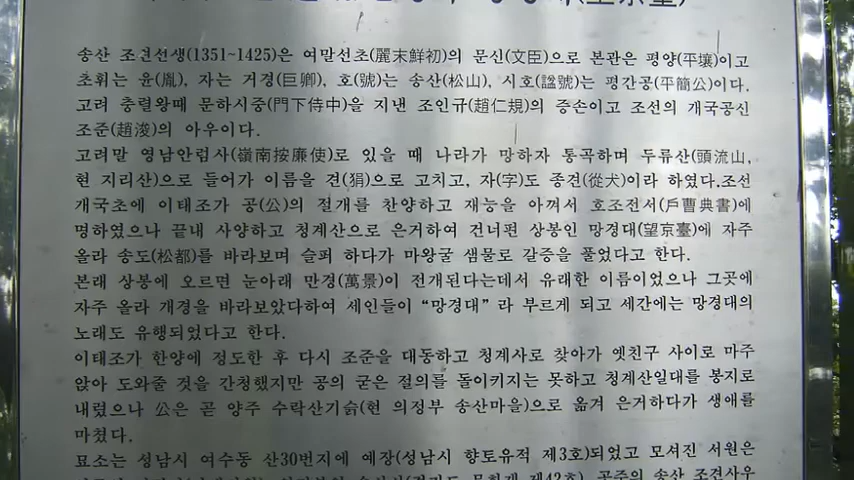 송산 조견선생(1351~1425)은 여말선초(麗末鮮初)의 문신(文臣)으로 본관은 평양(平壤)이고
초휘는 윤(胤), 자는 거경(巨卿), 호(號)는 송산(松山), 시호(諡號)는 평간공(平簡公)이다.
고려 충렬왕때 문하시중(門下侍中)을 지낸 조인규(趙仁規)의 증손이고 조선의 개국공신
조준(趙浚)의 아우이다.
고려말 영남안럼사(嶺南按廉使)로 있을 때 나라가 망하자 통곡하며 두류산(頭流山,
현 지리산)으로 들어가 이름을 견(狷)으로 고치고, 자(字)도 종견(從犬)이라 하였다.조선
개국초에 이태조가 공(公)의 절개를 찬양하고 재능을 아껴서 호조전서(戶曹典書)에
명하였으나 끝내 사양하고 청계산으로 은거하여 건너편 상봉인 망경대(望京臺)에 자주
올라 송도(松都)를 바라보며 슬퍼 하다가 마왕굴 샘물로 갈증을 풀었다고 한다.
본래 상봉에 오르면 눈아래 만경(萬景)이 전개된다는데서 유래한 이름이었으나 그곳에
자주 올라 개경을 바라보았다하여 세인들이 “망경대” 라 부르게 되고 세간에는 망경대의
노래도 유행되었다고 한다.
이태조가 한양에 정도한 후 다시 조준을 대동하고 청계사로 찾아가 옛친구 사이로 마주
앉아 도와줄 것을 간청했지만 공의 굳은 절의를 돌이키지는 못하고 청계산일대를 봉지로
내렸으나 公은 곧 양주 수락산기슭(현 의정부 송산마을)으로 옮겨 은거하다가 생애를
마쳤다.
묘소는 성남시 여수동 산30번지에 예장(성남시 향토유적 제3호)되었고 모셔진 서원은
제42호), 공주의 송산 조견사우